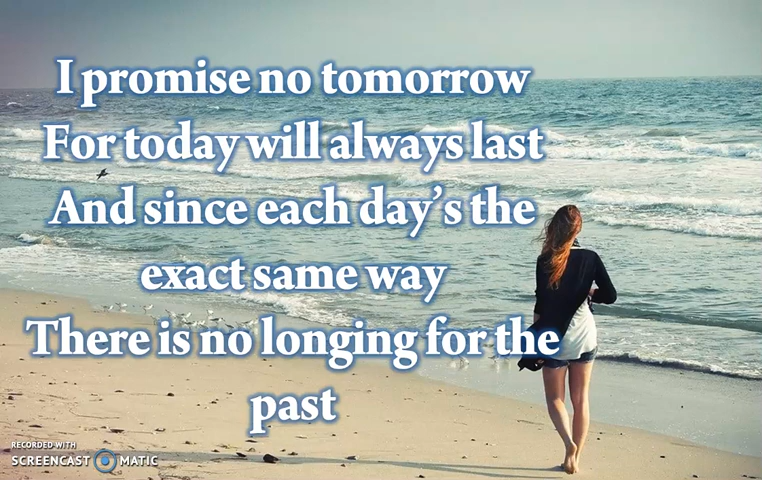 I promise no tomorrow
For today will always last
And since each day's the
exact same way
There is no longing for the
past
RECORDED WITH
SCREENCAST MATIC